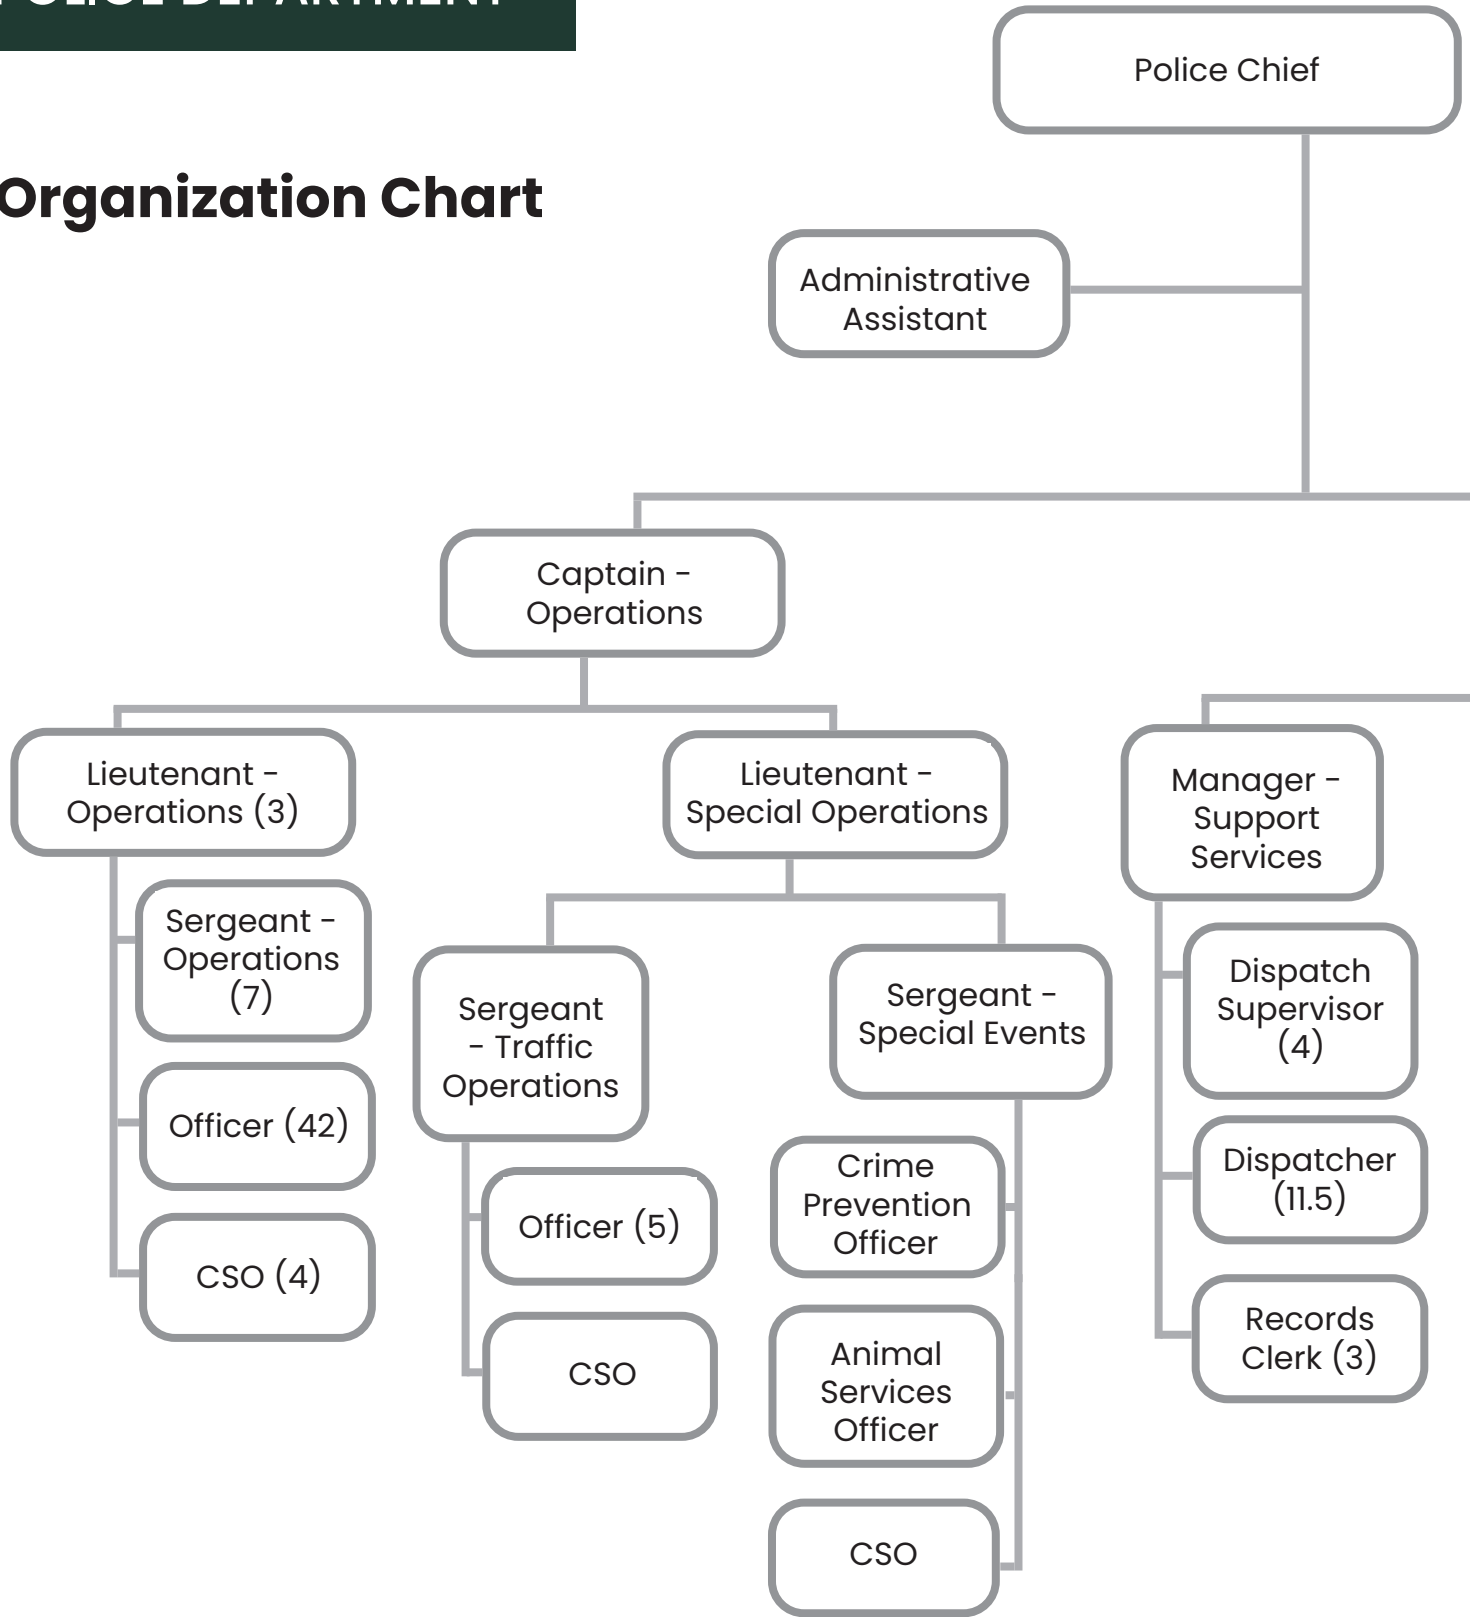 POLICE DEPARTMENT
Organization Chart
Police Chief
Administrative
Assistant
Captain -
Operations
Lieutenant -
Operations (3)
Sergeant -
Operations
(7)
Officer (42)
CSO (4)
Lieutenant -
Special Operations
Sergeant
- Traffic
Operations
Officer (5)
CSO
Sergeant -
Special Events
Crime
Prevention
Officer
Animal
Services
Officer
CSO
Manager -
Support
Services
Dispatch
Supervisor
(4)
Dispatcher
(11.5)
Records
Clerk (3)